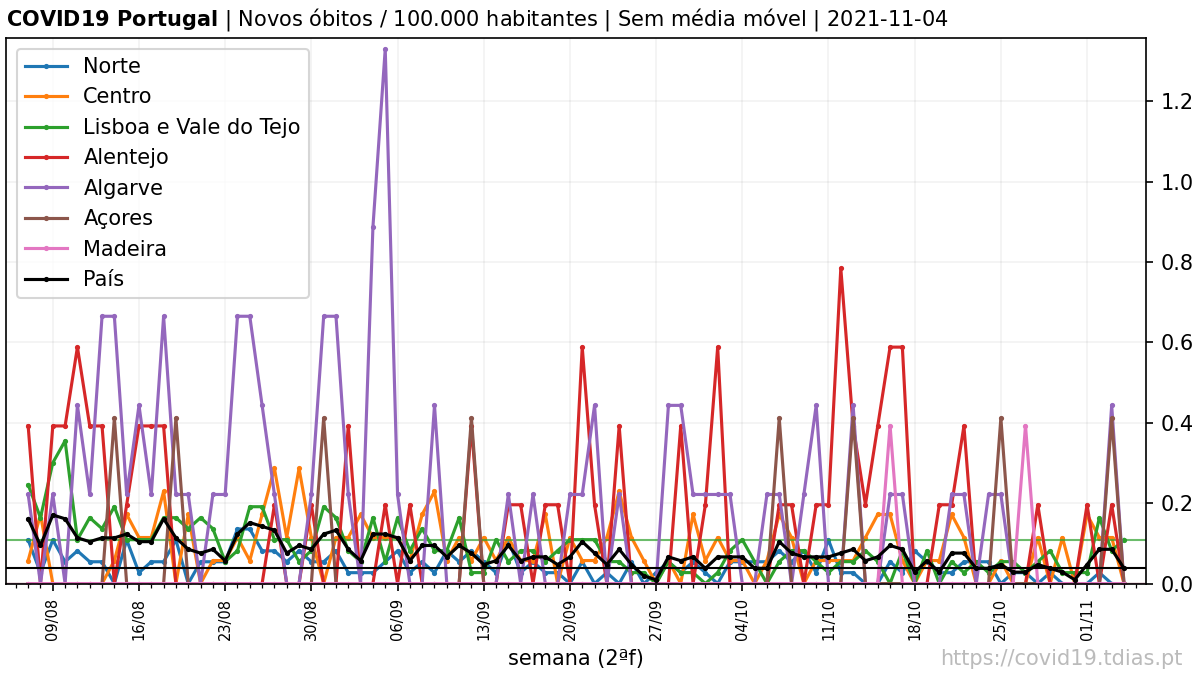 COVID19 Portugal | Novos óbitos / 100.000 habitantes | Sem média móvel | 2021-11-04
Norte
Centro
Lisboa e Vale do Tejo
Alentejo
Algarve
Açores
Madeira
País
1.2
1.0
0.8
0.6
0.4
0.2
0.0
09/08 16/08 23/08 30/08 06/09 13/09 20/09 27/09 04/10 11/10 18/10 25/10 01/11
semana (2ªf)
https://covid19.tdias.pt